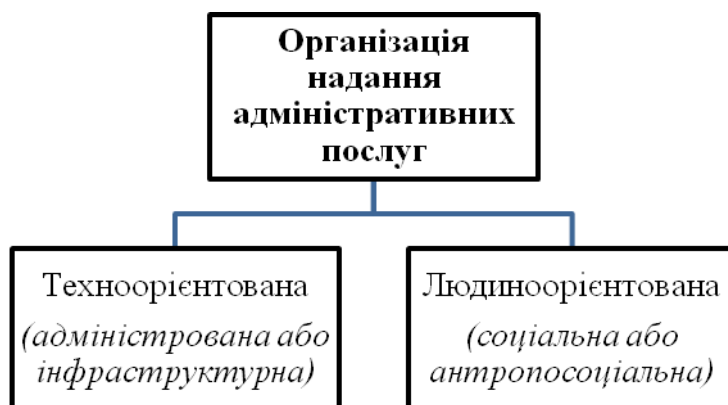 Організація
надання
адміністративних
послуг
Техноорієнтована
(адміністрована або
інфраструктурна)
Людиноорієнтована
(соціальна або
антропосоціальна)